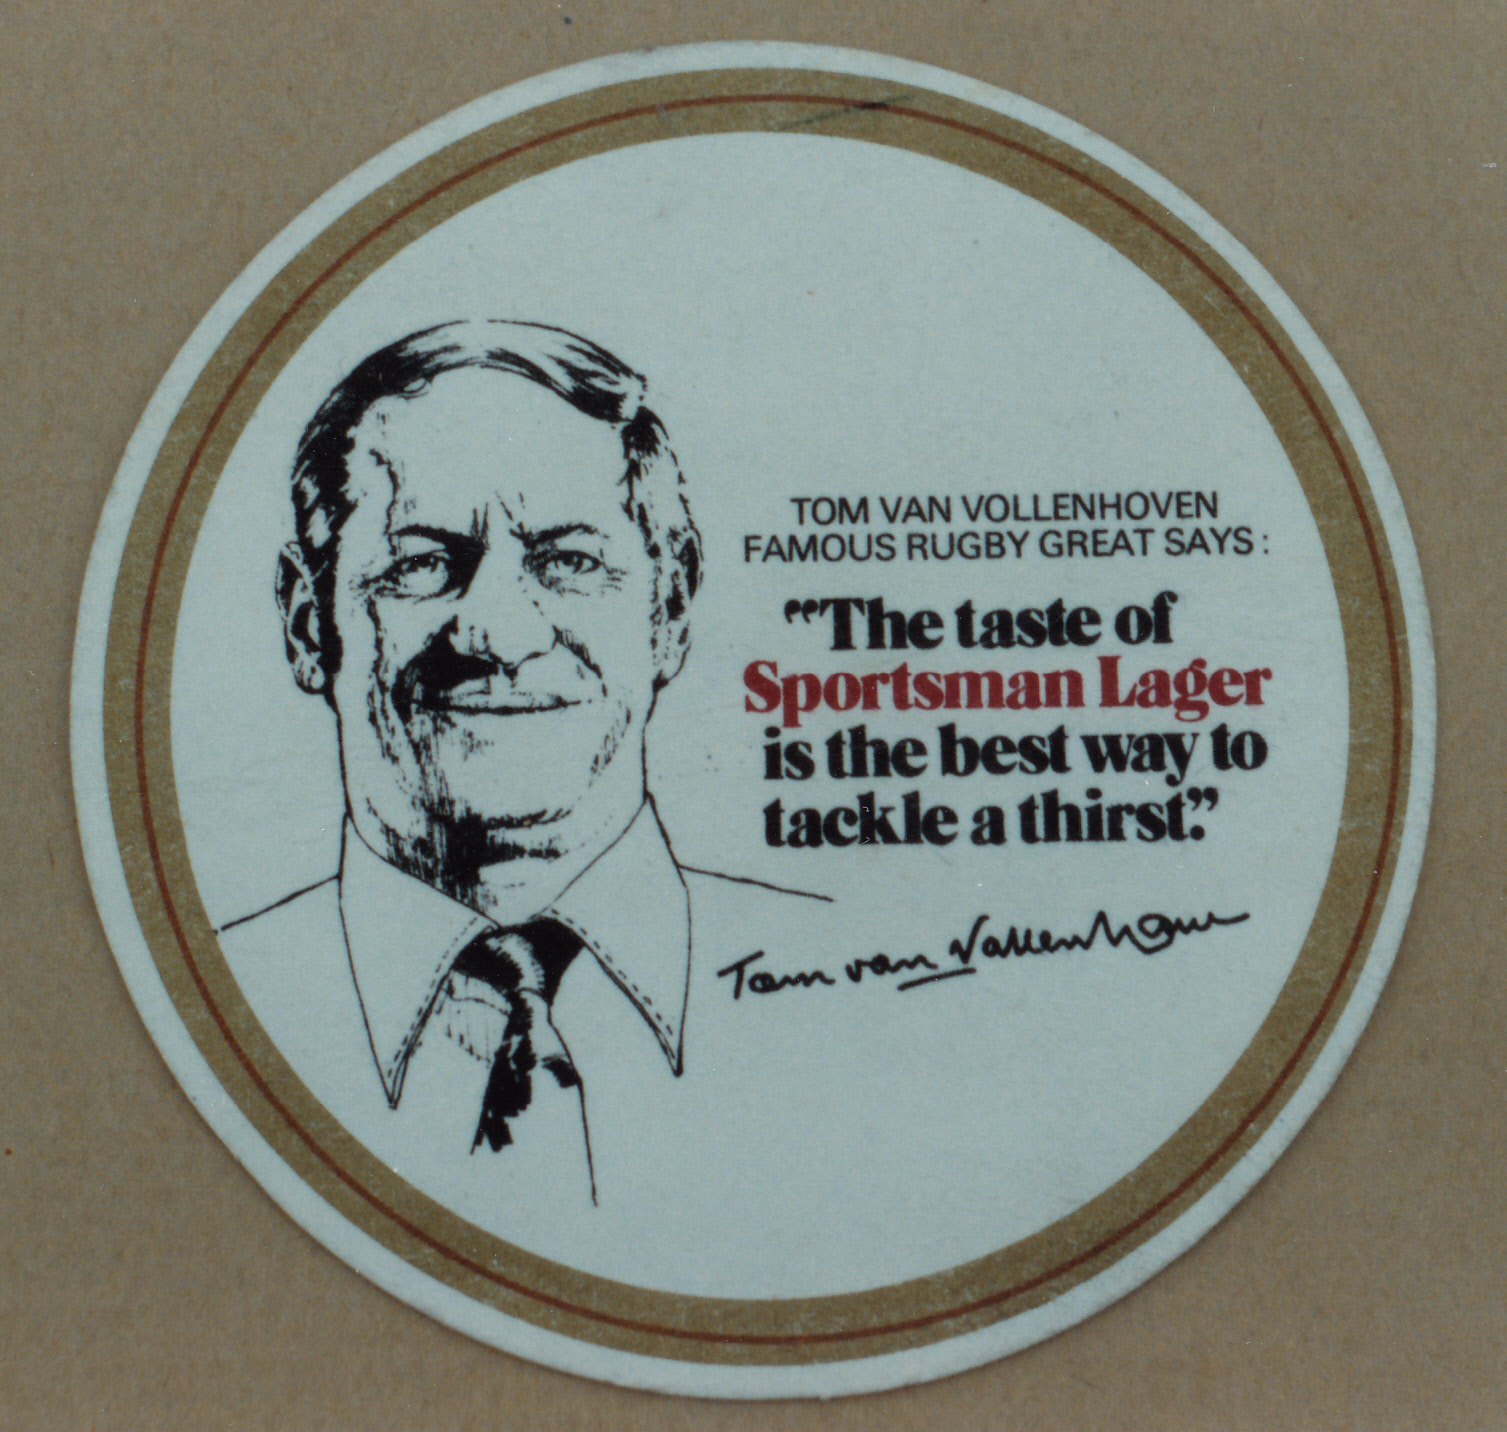 TOM VAN VOLLENHOVEN
FAMOUS RUGBY GREAT SAYS:
"The taste of
Sportsman Lager
is the best way to
tackle a thirst."
Tom van Vollenhoven